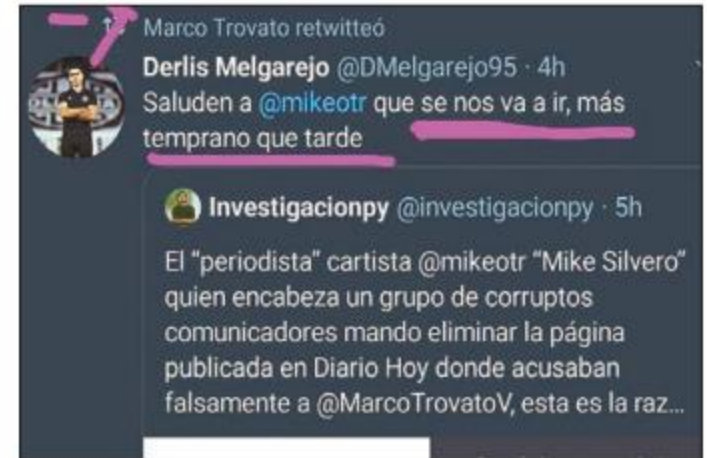 Marco Trovato retwitteó
Derlis Melgarejo @DMelgarejo95 · 4h
Saluden a @mikeotr que se nos va a ir, más
temprano que tarde
Investigacionpy @investigacionpy · 5h
El "periodista" cartista @mikeotr "Mike Silvero"
quien encabeza un grupo de corruptos
comunicadores mando eliminar la página
publicada en Diario Hoy donde acusaban
falsamente a @MarcoTrovatoV, esta es la raz...